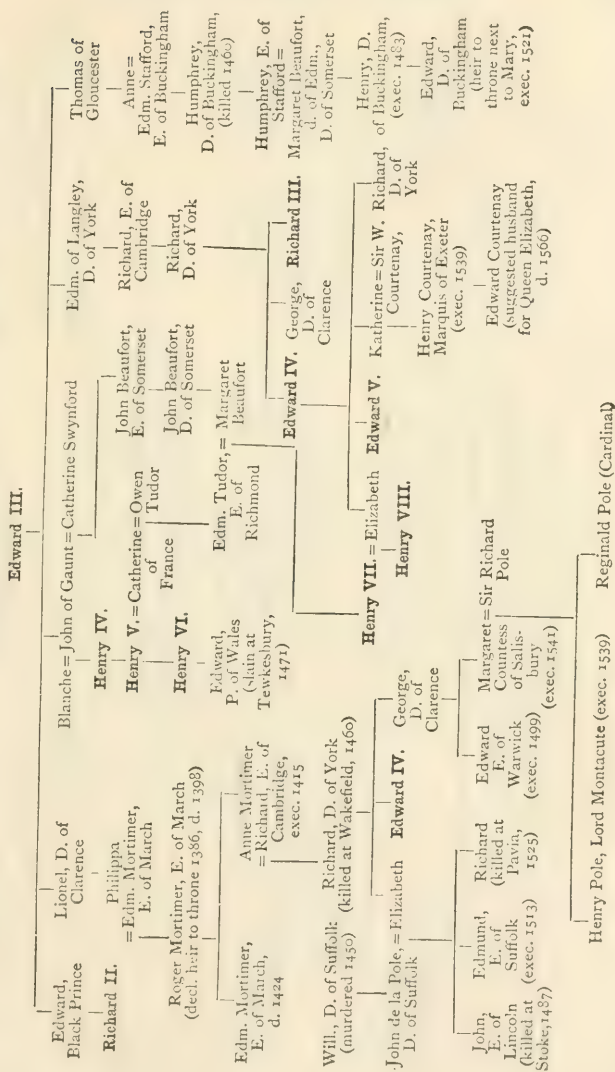 Edward III.
Edward,
Black Prince
Richard II.
Lionel, D. of
Clarence
Philippa
= Edm. Mortimer,
E. of March
Roger Mortimer, E. of March
(decl. heir to throne 1386, d. 1398)
Edm. Mortimer,
E. of March,
d. 1424
Anne Mortimer
= Richard, E. of
Cambridge,
exec. 1415
Will., D. of Suffolk
(murdered 1450)
Richard, D. of York
(killed at Wakefield, 1460)
John de la Pole, = Elizabeth
D. of Suffolk
Edward IV.
George,
D. of
Clarence
John,
E. of
Lincoln
(killed at
Stoke, 1487)
Edmund,
E. of
Suffolk
(exec. 1513)
Richard
(killed at
Pavia,
1525)
Edward
E. of
Warwick
(exec. 1499)
Margaret = Sir Richard
Countess Pole
of Salis-
bury
(exec. 1541)
Henry Pole, Lord Montacute (exec. 1539)
Reginald Pole (Cardinal)
Blanche = John of Gaunt = Catherine Swynford
Henry IV.
Henry V. = Catherine = Owen
of Tudor
France
Henry VI.
Edward,
P. of Wales
(slain at
Tewkesbury,
1471)
John Beaufort,
E. of Somerset
John Beaufort,
D. of Somerset
Edm. Tudor, = Margaret
E. of Beaufort
Richmond
Henry VII. = Elizabeth
Henry VIII.
Edm. of Langley,
D. of York
Richard, E. of
Cambridge
Richard,
D. of York
Edward IV.
George,
D. of
Clarence
Richard III.
Edward V.
Katherine = Sir W.
Courtenay,
Richard,
D. of
York
Henry Courtenay,
Marquis of Exeter
(exec. 1539)
Edward Courtenay
(suggested husband
for Queen Elizabeth,
d. 1566)
Thomas of
Gloucester
Anne =
Edm. Stafford,
E. of Buckingham
Humphrey,
D. of Buckingham,
(killed 1460)
Humphrey, E. of
Stafford =
Margaret Beaufort,
d. of Edm.,
D. of Somerset
Henry, D.
of Buckingham,
(exec. 1483)
Edward,
D. of
Buckingham
(heir to
throne next
to Mary,
exec. 1521)